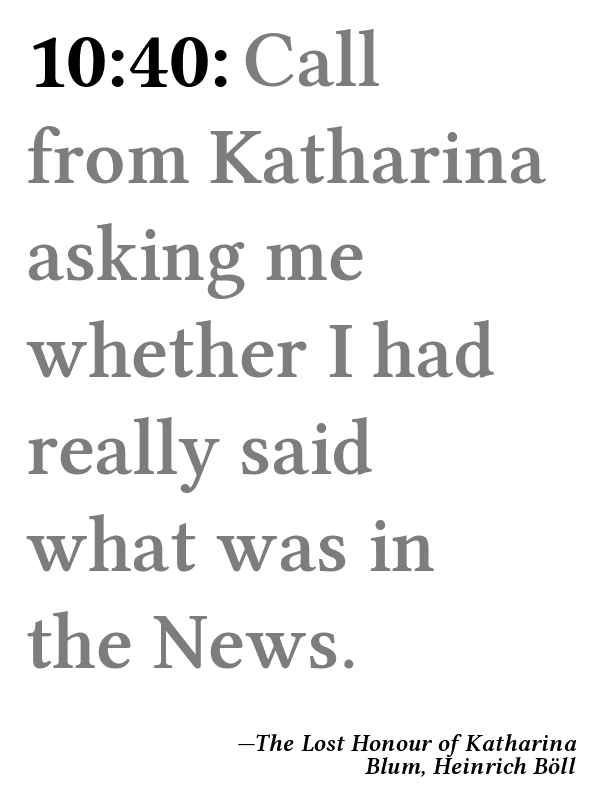 10:40: Call
from Katharina
asking me
whether I had
really said
what was in
the News.
—The Lost Honour of Katharina
Blum, Heinrich Böll